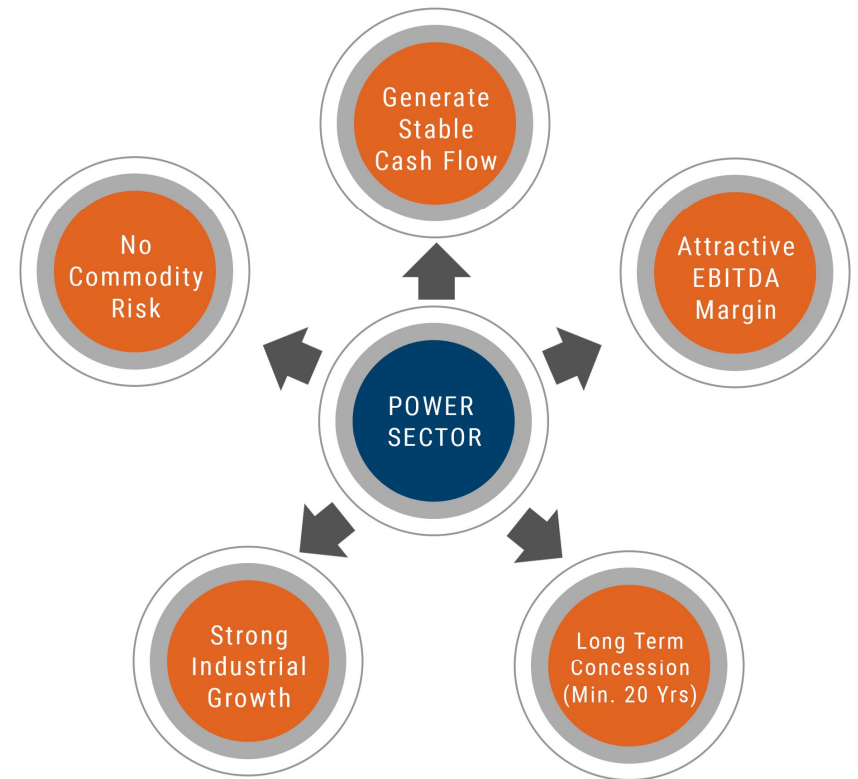 Generate
Stable
Cash Flow
No
Commodity
Risk
Attractive
EBITDA
Margin
POWER
SECTOR
Strong
Industrial
Growth
Long Term
Concession
(Min. 20 Yrs)